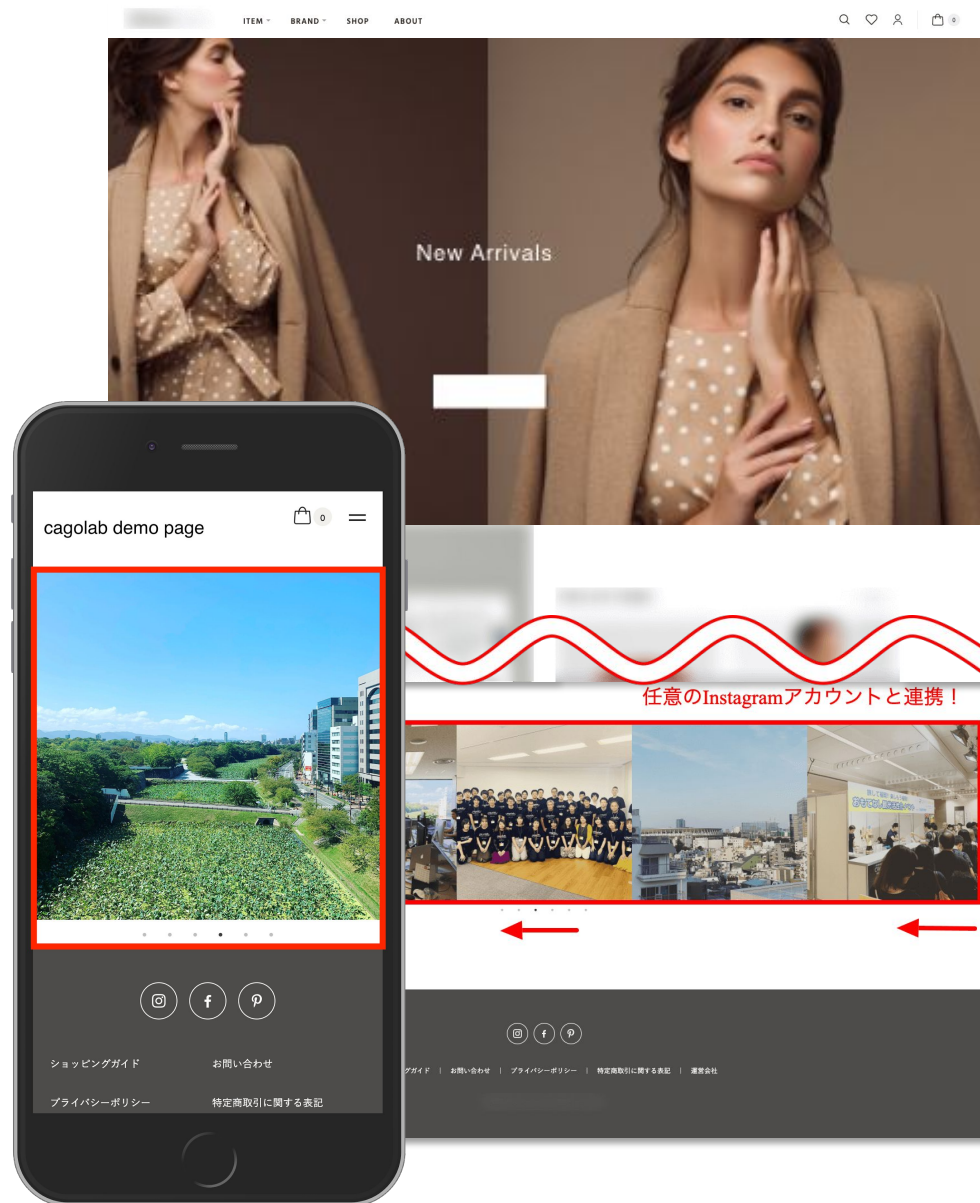 ITEM BRAND SHOP ABOUT
0
New Arrivals
cagolab demo page
0
任意のInstagramアカウントと連携！
ショッピングガイド
お問い合わせ
プライバシーポリシー
特定商取引に関する表記
グガイド | お問い合わせ | プライバシーポリシー | 特定商取引に関する表記 | 運営会社